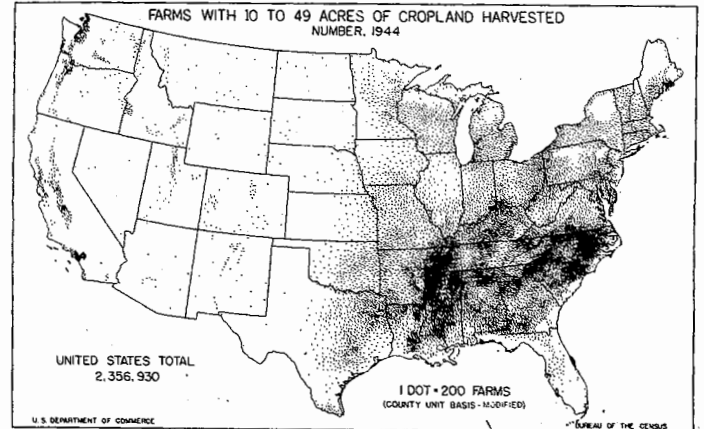 FARMS WITH 10 TO 49 ACRES OF CROPLAND HARVESTED
NUMBER, 1944
UNITED STATES TOTAL
2,356,930
1 DOT = 200 FARMS
(COUNTY UNIT BASIS - MODIFIED)
U. S. DEPARTMENT OF COMMERCE
BUREAU OF THE CENSUS